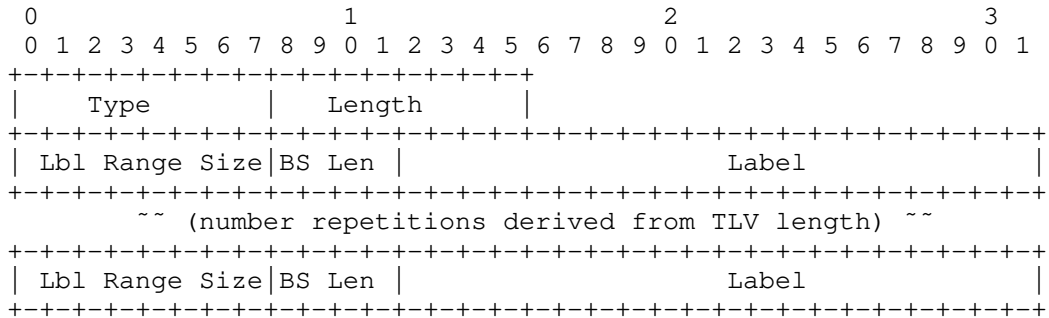 0                   1                   2                   3
 0 1 2 3 4 5 6 7 8 9 0 1 2 3 4 5 6 7 8 9 0 1 2 3 4 5 6 7 8 9 0 1
+-+-+-+-+-+-+-+-+-+-+-+-+-+-+-+-+
|     Type      |   Length      |
+-+-+-+-+-+-+-+-+-+-+-+-+-+-+-+-+-+-+-+-+-+-+-+-+-+-+-+-+-+-+-+-+
| Lbl Range Size|BS Len |                    Label              |
+-+-+-+-+-+-+-+-+-+-+-+-+-+-+-+-+-+-+-+-+-+-+-+-+-+-+-+-+-+-+-+-+
        ~~ (number repetitions derived from TLV length) ~~
+-+-+-+-+-+-+-+-+-+-+-+-+-+-+-+-+-+-+-+-+-+-+-+-+-+-+-+-+-+-+-+-+
| Lbl Range Size|BS Len |                    Label              |
+-+-+-+-+-+-+-+-+-+-+-+-+-+-+-+-+-+-+-+-+-+-+-+-+-+-+-+-+-+-+-+-+